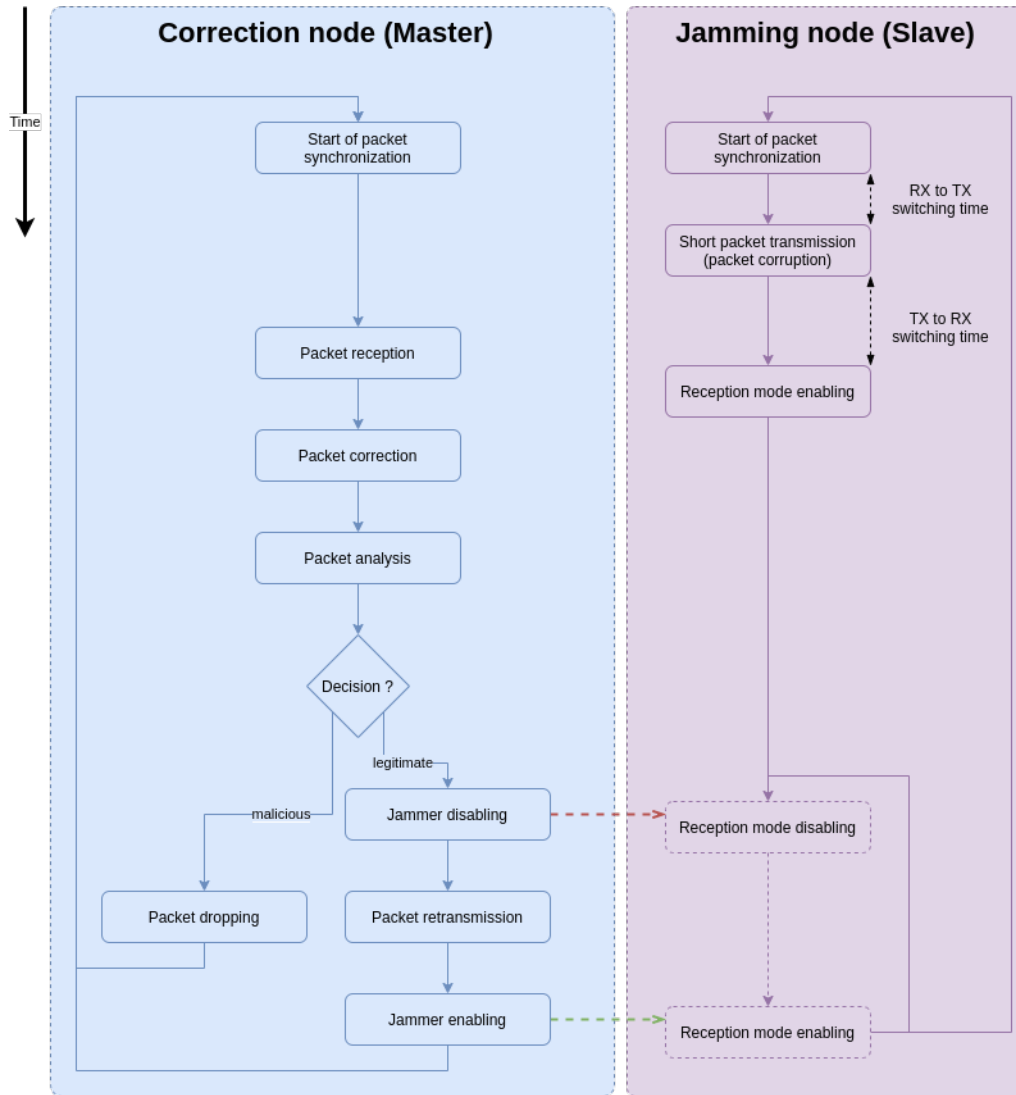 Correction node (Master)
Jamming node (Slave)
Time
Start of packet
synchronization
Start of packet
synchronization
RX to TX
switching time
Short packet transmission
(packet corruption)
TX to RX
switching time
Packet reception
Reception mode enabling
Packet correction
Packet analysis
Decision ?
legitimate
malicious
Jammer disabling
Reception mode disabling
Packet dropping
Packet retransmission
Jammer enabling
Reception mode enabling